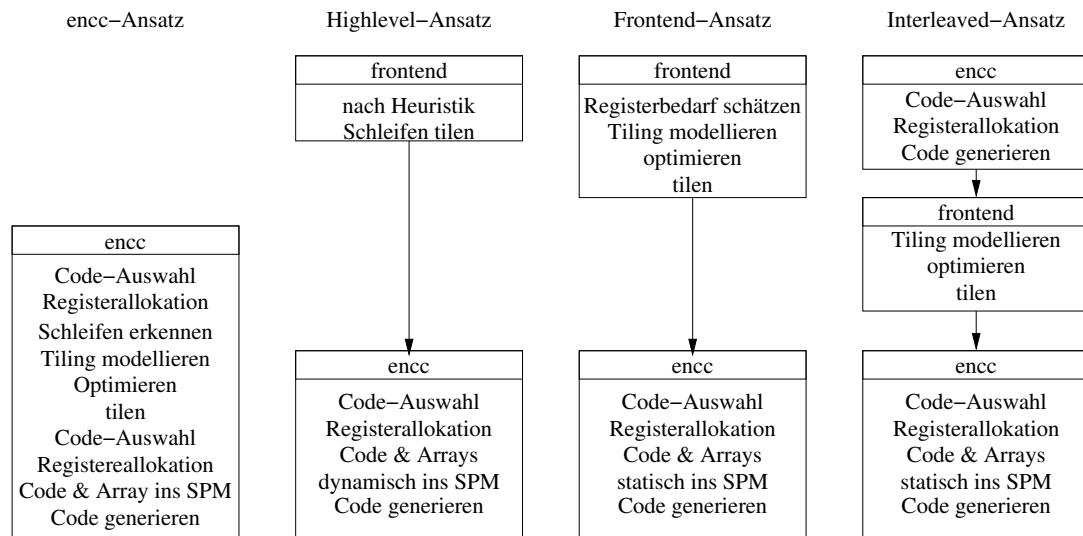 encc−Ansatz
Highlevel−Ansatz
Frontend−Ansatz
Interleaved−Ansatz
encc
Code−Auswahl
Registerallokation
Schleifen erkennen
Tiling modellieren
Optimieren
tilen
Code−Auswahl
Registereallokation
Code & Array ins SPM
Code generieren
frontend
nach Heuristik
Schleifen tilen
encc
Code−Auswahl
Registerallokation
Code & Arrays
dynamisch ins SPM
Code generieren
frontend
Registerbedarf schätzen
Tiling modellieren
optimieren
tilen
encc
Code−Auswahl
Registerallokation
Code & Arrays
statisch ins SPM
Code generieren
encc
Code−Auswahl
Registerallokation
Code generieren
frontend
Tiling modellieren
optimieren
tilen
encc
Code−Auswahl
Registerallokation
Code & Arrays
statisch ins SPM
Code generieren